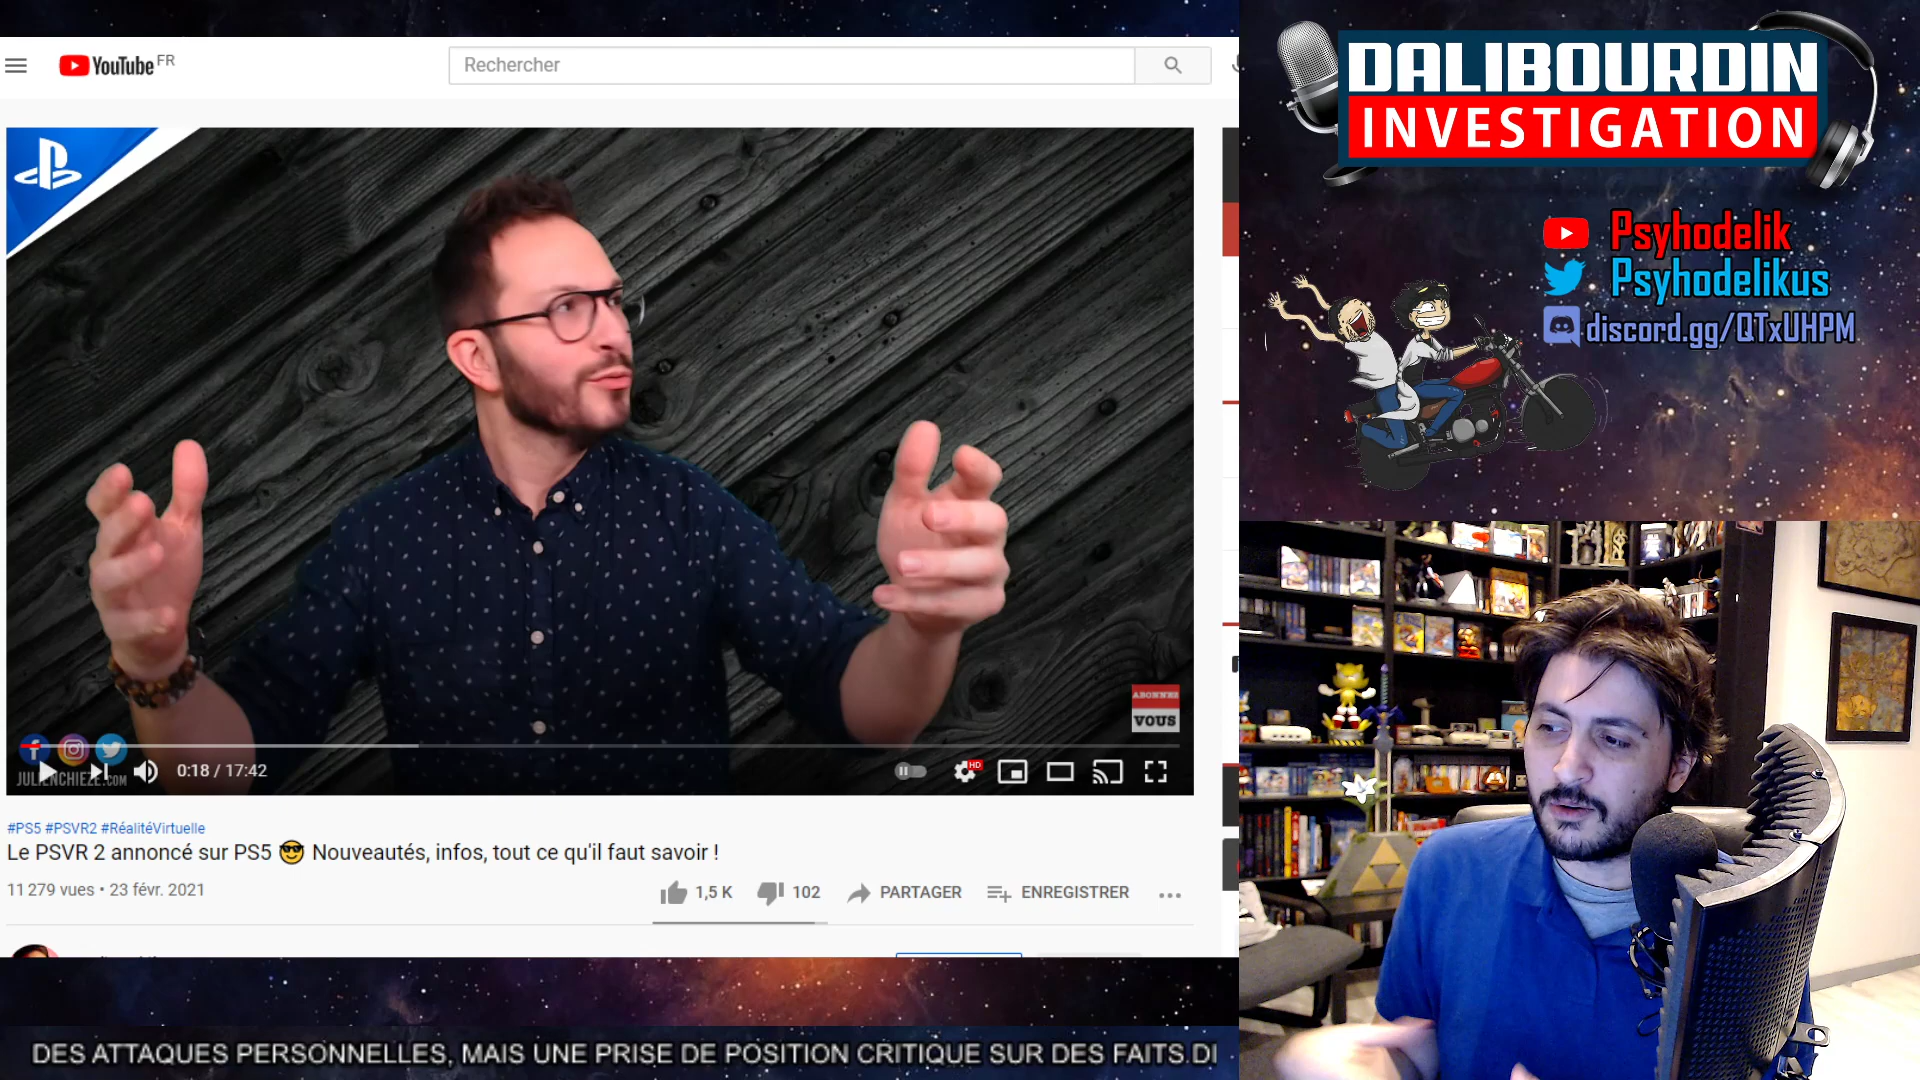 YouTube FR
Rechercher
ABONNEZ
VOUS
JULIENCHIEZE.COM
0:18 / 17:42
HD
#PS5 #PSVR2 #RéalitéVirtuelle
Le PSVR 2 annoncé sur PS5 😎 Nouveautés, infos, tout ce qu'il faut savoir !
11 279 vues • 23 févr. 2021
1,5 K
102
PARTAGER
ENREGISTRER
DES ATTAQUES PERSONNELLES, MAIS UNE PRISE DE POSITION CRITIQUE SUR DES FAITS.DI
DALIBOURDIN
INVESTIGATION
Psyhodelik
Psyhodelikus
discord.gg/QTxUHPM